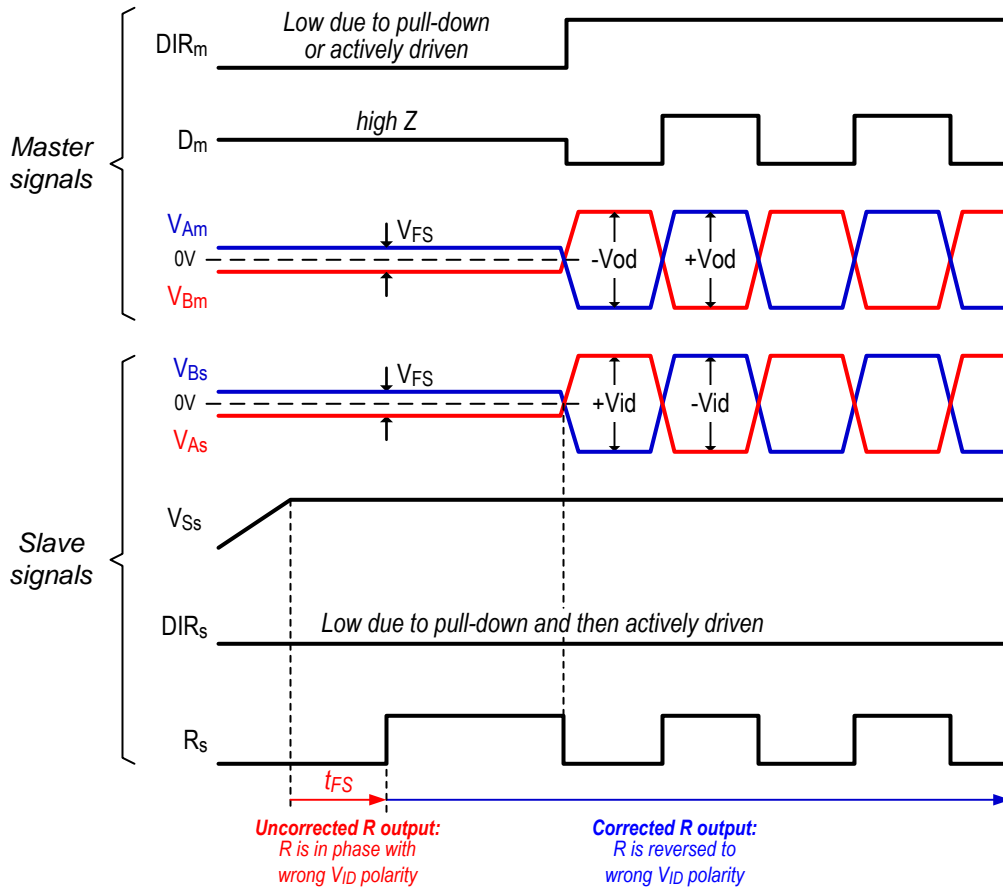 Low due to pull-down
or actively driven
DIRm
high Z
Dm
Master
signals
VAm
VFS
0V
-Vod
+Vod
VBm
VBs
VFS
0V
+Vid
-Vid
VAs
VSs
Slave
signals
Low due to pull-down and then actively driven
DIRs
Rs
tFS
Uncorrected R output:
R is in phase with
wrong VID polarity
Corrected R output:
R is reversed to
wrong VID polarity